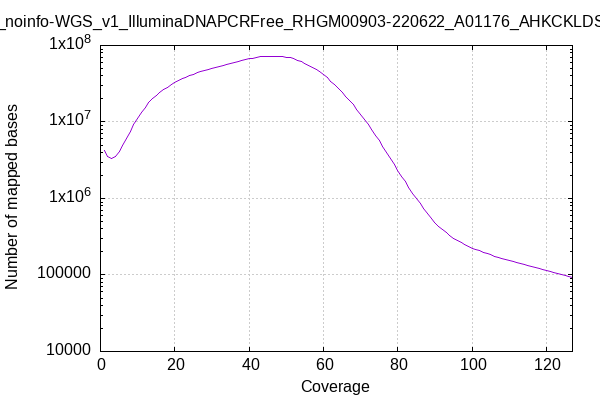 _noinfo-WGS_v1_IlluminaDNAPCRFree_RHGM00903-220622_A01176_AHKCKLDS
1x10^8
1x10^7
1x10^6
100000
10000
Number of mapped bases
0 20 40 60 80 100 120
Coverage